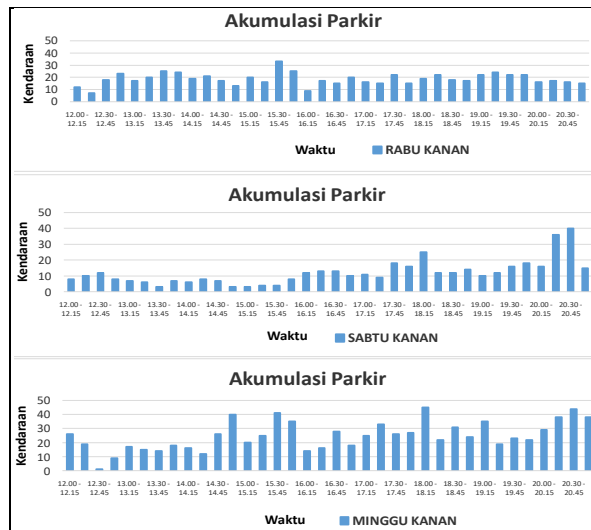 Akumulasi Parkir
Kendaraan
50
40
30
20
10
0
12.00 - 12.30 - 13.00 - 13.30 - 14.00 - 14.30 - 15.00 - 15.30 - 16.00 - 16.30 - 17.00 - 17.30 - 18.00 - 18.30 - 19.00 - 19.30 - 20.00 - 20.30 -
12.15 12.45 13.15 13.45 14.15 14.45 15.15 15.45 16.15 16.45 17.15 17.45 18.15 18.45 19.15 19.45 20.15 20.45
Waktu RABU KANAN
Akumulasi Parkir
Kendaraan
50
40
30
20
10
0
12.00 - 12.30 - 13.00 - 13.30 - 14.00 - 14.30 - 15.00 - 15.30 - 16.00 - 16.30 - 17.00 - 17.30 - 18.00 - 18.30 - 19.00 - 19.30 - 20.00 - 20.30 -
12.15 12.45 13.15 13.45 14.15 14.45 15.15 15.45 16.15 16.45 17.15 17.45 18.15 18.45 19.15 19.45 20.15 20.45
Waktu SABTU KANAN
Akumulasi Parkir
Kendaraan
50
40
30
20
10
0
12.00 - 12.30 - 13.00 - 13.30 - 14.00 - 14.30 - 15.00 - 15.30 - 16.00 - 16.30 - 17.00 - 17.30 - 18.00 - 18.30 - 19.00 - 19.30 - 20.00 - 20.30 -
12.15 12.45 13.15 13.45 14.15 14.45 15.15 15.45 16.15 16.45 17.15 17.45 18.15 18.45 19.15 19.45 20.15 20.45
Waktu MINGGU KANAN